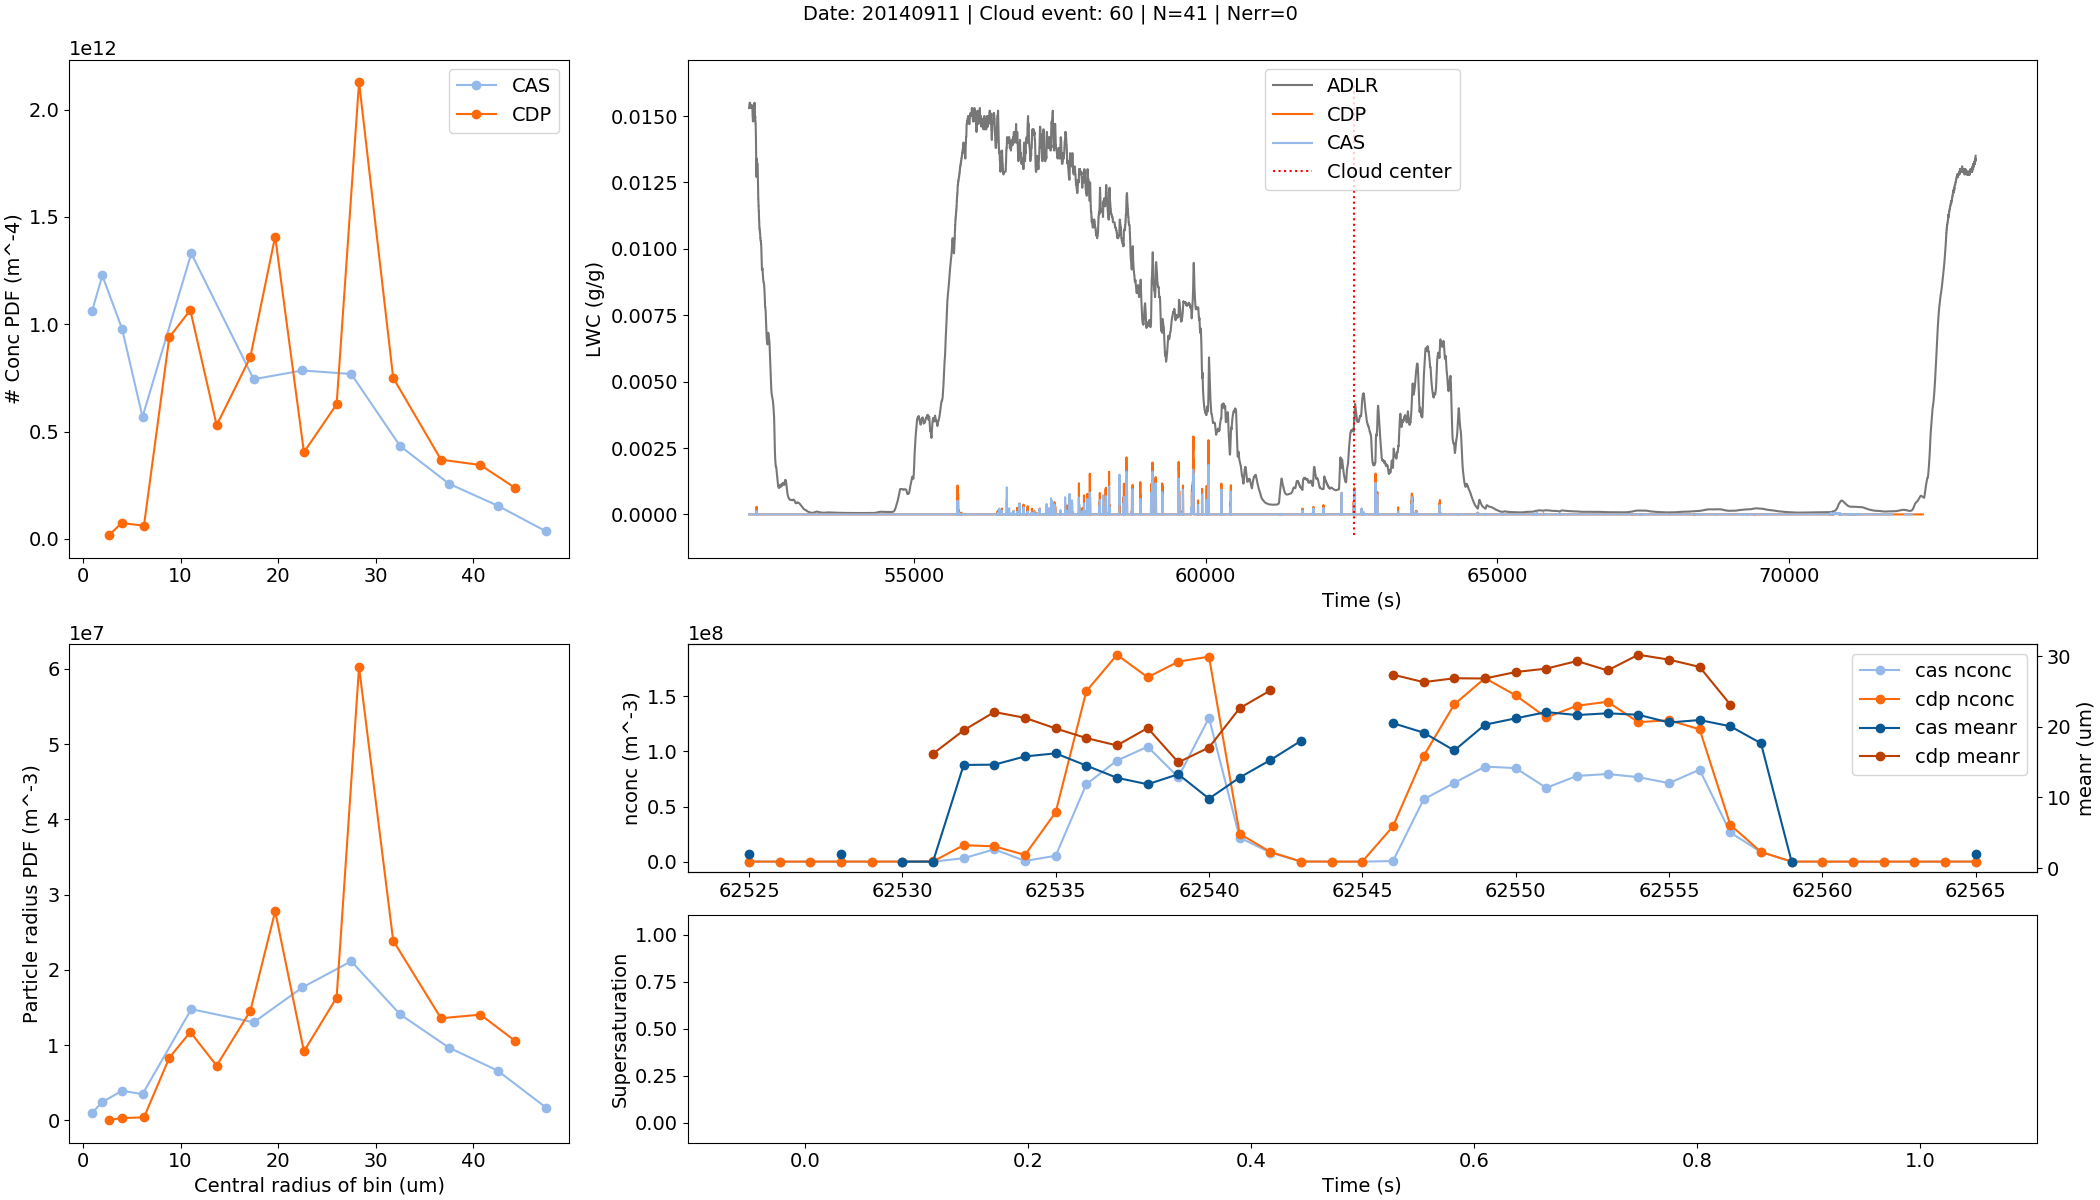 Date: 20140911 | Cloud event: 60 | N=41 | Nerr=0
1e12
# Conc PDF (m^-4)
2.0
1.5
1.0
0.5
0.0
0 10 20 30 40
CAS
CDP
LWC (g/g)
0.0150
0.0125
0.0100
0.0075
0.0050
0.0025
0.0000
55000 60000 65000 70000
Time (s)
ADLR
CDP
CAS
Cloud center
1e7
Particle radius PDF (m^-3)
6
5
4
3
2
1
0
0 10 20 30 40
Central radius of bin (um)
1e8
nconc (m^-3)
1.5
1.0
0.5
0.0
62525 62530 62535 62540 62545 62550 62555 62560 62565
30
20
10
0
meanr (um)
cas nconc
cdp nconc
cas meanr
cdp meanr
Supersaturation
1.00
0.75
0.50
0.25
0.00
0.0 0.2 0.4 0.6 0.8 1.0
Time (s)